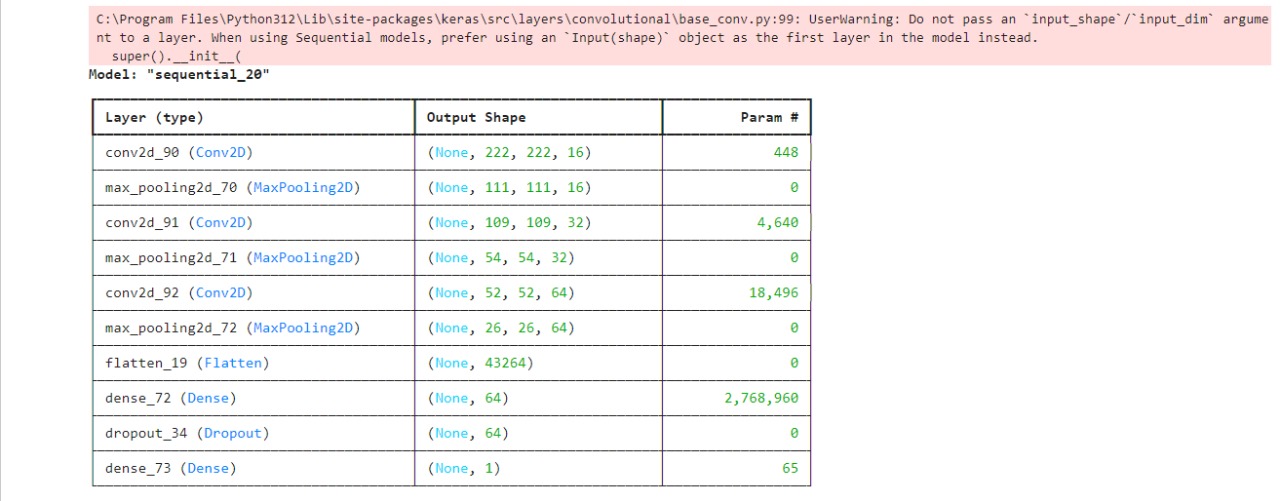 C:\Program Files\Python312\Lib\site-packages\keras\src\layers\convolutional\base_conv.py:99: UserWarning: Do not pass an `input_shape`/`input_dim` argume
nt to a layer. When using Sequential models, prefer using an `Input(shape)` object as the first layer in the model instead.
  super().__init__(
Model: "sequential_20"
Layer (type) Output Shape Param #
conv2d_90 (Conv2D) (None, 222, 222, 16) 448
max_pooling2d_70 (MaxPooling2D) (None, 111, 111, 16) 0
conv2d_91 (Conv2D) (None, 109, 109, 32) 4,640
max_pooling2d_71 (MaxPooling2D) (None, 54, 54, 32) 0
conv2d_92 (Conv2D) (None, 52, 52, 64) 18,496
max_pooling2d_72 (MaxPooling2D) (None, 26, 26, 64) 0
flatten_19 (Flatten) (None, 43264) 0
dense_72 (Dense) (None, 64) 2,768,960
dropout_34 (Dropout) (None, 64) 0
dense_73 (Dense) (None, 1) 65